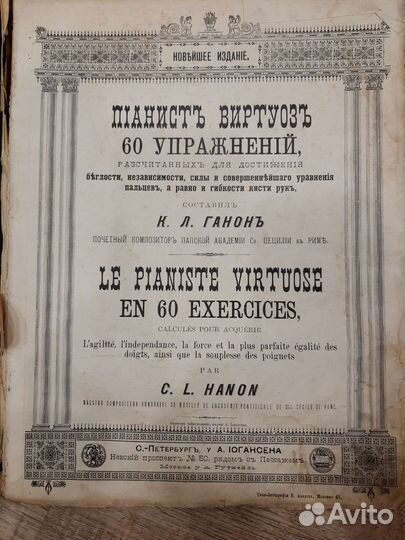 НОВѢЙШЕЕ ИЗДАНІЕ.
ПІАНИСТЪ ВИРТУОЗЪ
60 УПРАЖНЕНІЙ,
РАЗСЧИТАННЫХЪ ДЛЯ ДОСТИЖЕНІЯ
бѣглости, независимости, силы и совершеннѣйшаго уравненія
пальцевъ, а равно и гибкости кисти рукъ,
СОСТАВИЛЪ
К. Л. ГАНОНЪ
ПОЧЕТНЫЙ КОМПОЗИТОРЪ ПАПСКОЙ АКАДЕМІИ Св. ЦЕЦИЛІИ въ РИМѢ.
LE PIANISTE VIRTUOSE
EN 60 EXERCICES,
CALCULÉS POUR ACQUÉRIR
L'agilité, l'independance, la force et la plus parfaite égalité des
doigts, ainsi que la souplesse des poignets
PAR
C. L. HANON
С.-ПЕТЕРБУРГЪ, У А. ІОГАНСЕНА
Невскій проспектъ № 50, рядомъ съ Пассажемъ.
Москва у А. Гутхейль
Avito